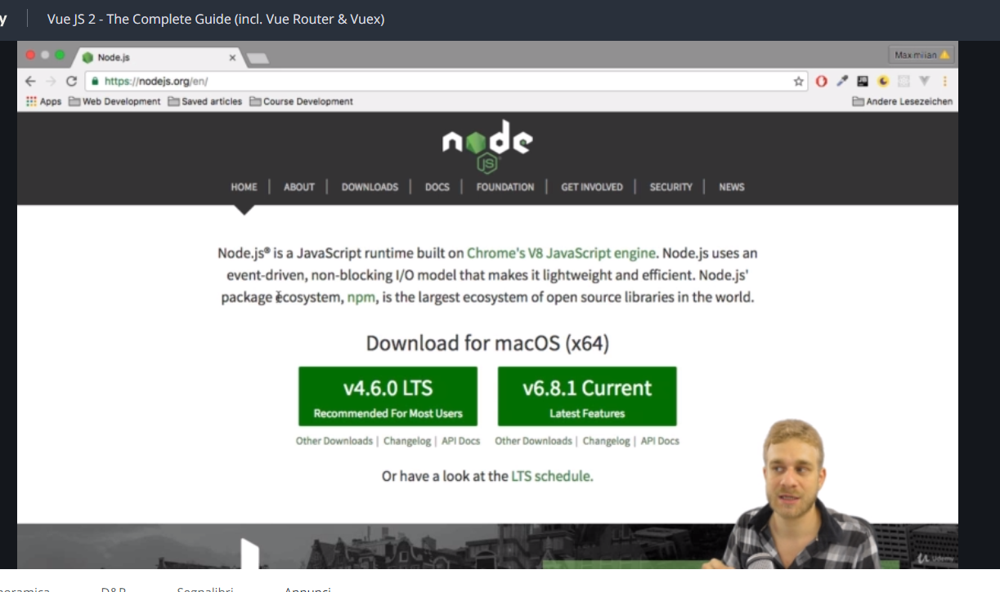 Vue JS 2 - The Complete Guide (incl. Vue Router & Vuex)
Node.js
Maximilian
https://nodejs.org/en/
Apps Web Development Saved articles Course Development Andere Lesezeichen
node
JS
HOME | ABOUT | DOWNLOADS | DOCS | FOUNDATION | GET INVOLVED | SECURITY | NEWS
Node.js® is a JavaScript runtime built on Chrome's V8 JavaScript engine. Node.js uses an
event-driven, non-blocking I/O model that makes it lightweight and efficient. Node.js'
package ecosystem, npm, is the largest ecosystem of open source libraries in the world.
Download for macOS (x64)
v4.6.0 LTS v6.8.1 Current
Recommended For Most Users Latest Features
Other Downloads | Changelog | API Docs Other Downloads | Changelog | API Docs
Or have a look at the LTS schedule.
Segnalibri Annunci